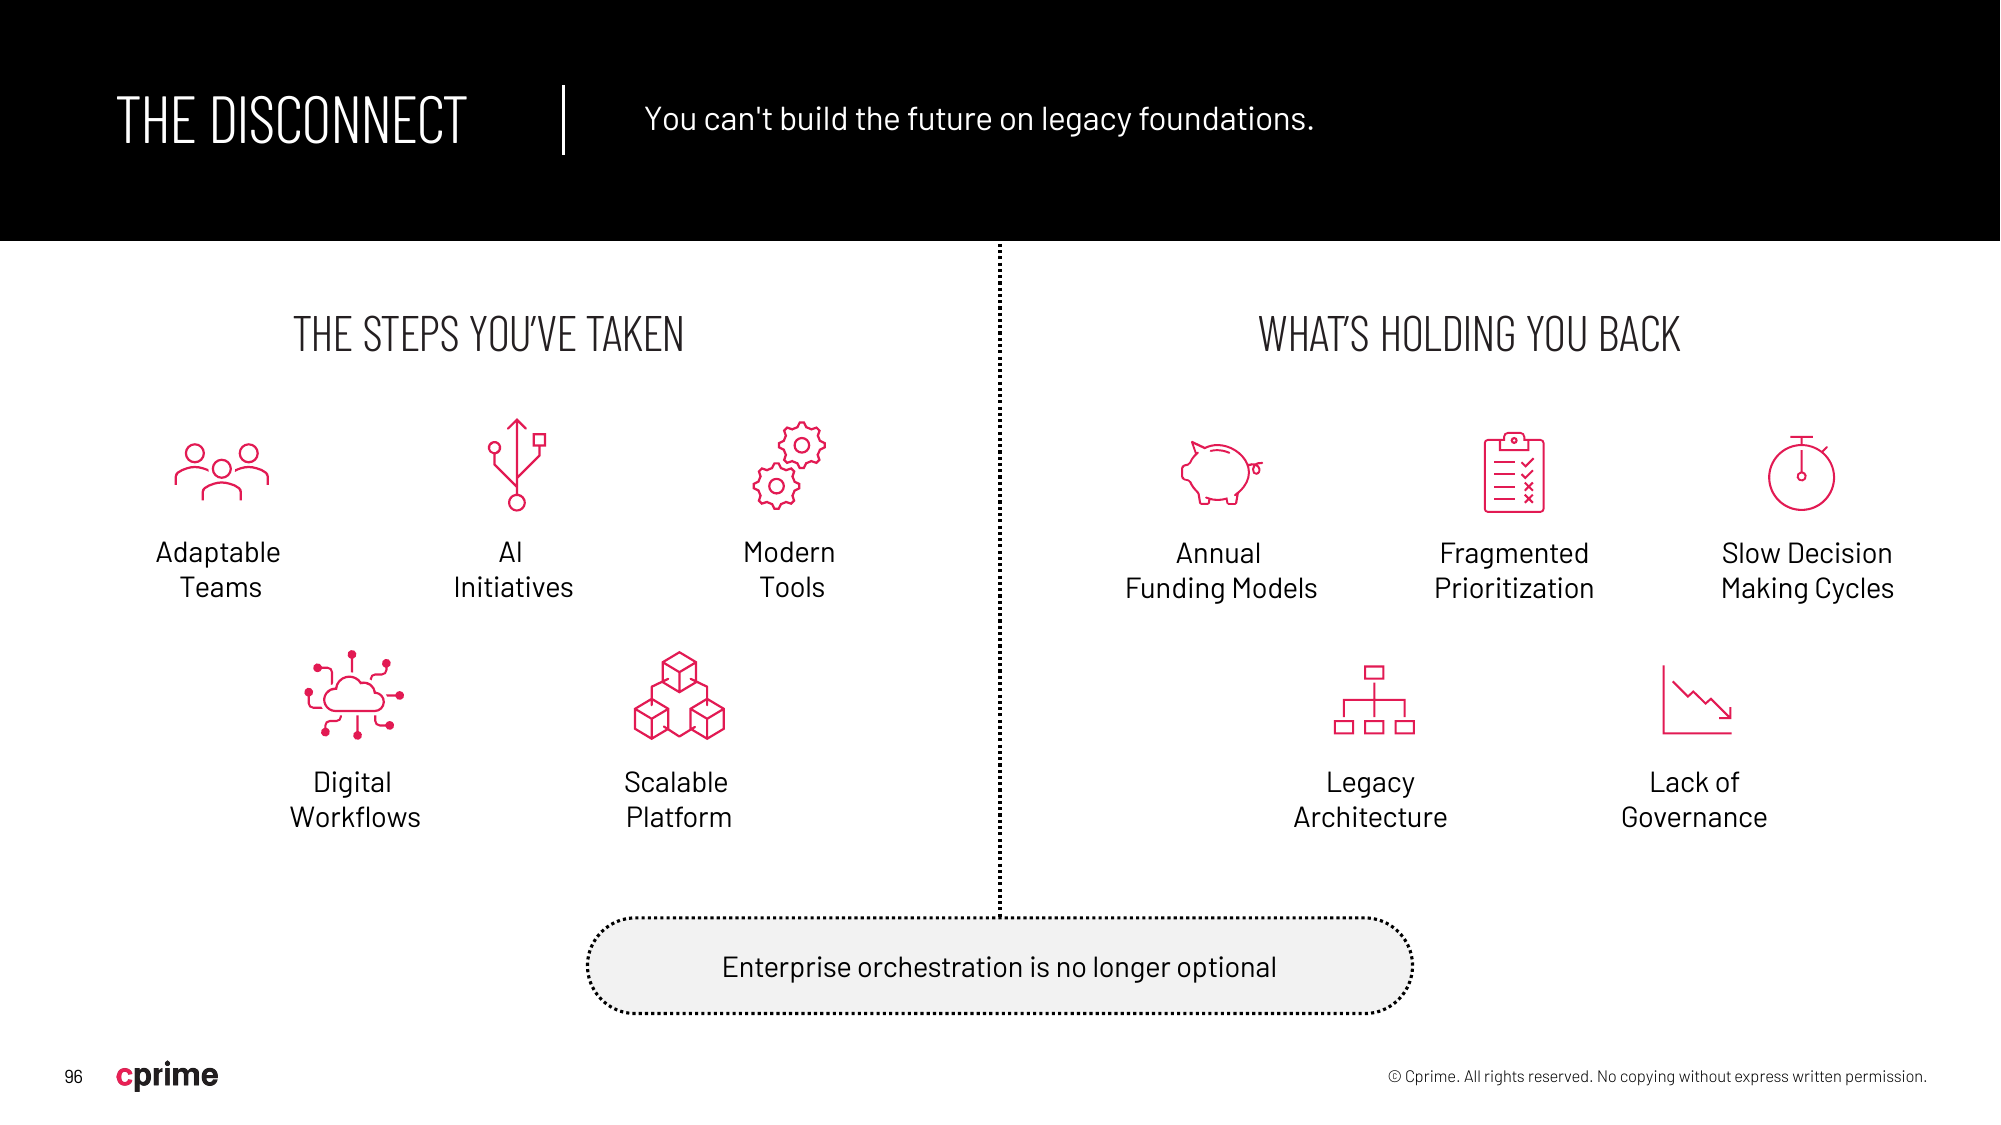 THE DISCONNECT
You can't build the future on legacy foundations.
THE STEPS YOU'VE TAKEN
Adaptable
Teams
AI
Initiatives
Modern
Tools
Digital
Workflows
Scalable
Platform
WHAT'S HOLDING YOU BACK
Annual
Funding Models
Fragmented
Prioritization
Slow Decision
Making Cycles
Legacy
Architecture
Lack of
Governance
Enterprise orchestration is no longer optional
96
cprime
© Cprime. All rights reserved. No copying without express written permission.